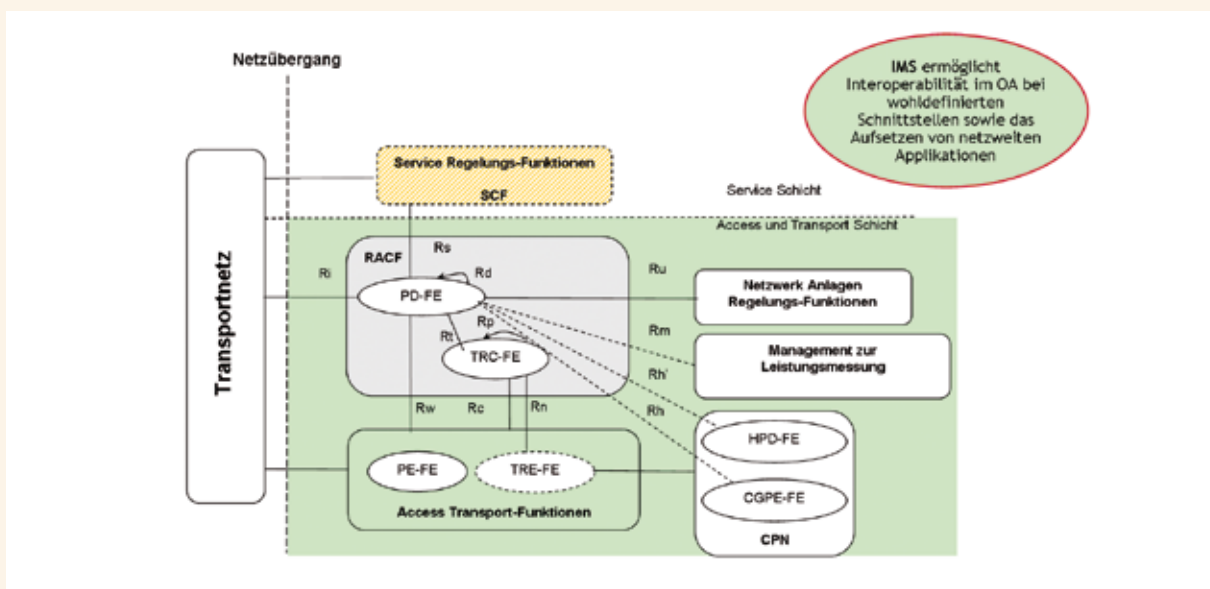 Netzübergang
IMS ermöglicht
Interoperabilität im OA bei
wohldefinierten
Schnittstellen sowie das
Aufsetzen von netzweiten
Applikationen
Service Regelungs-Funktionen
SCF
Service Schicht
Access und Transport Schicht
Transportnetz
Ri
RACF
Rs
Rd
PD-FE
Rp
Rt
TRC-FE
Ru
Netzwerk Anlagen
Regelungs-Funktionen
Rm
Management zur
Leistungsmessung
Rh'
Rh
Rw
Rc
Rn
HPD-FE
CGPE-FE
CPN
PE-FE
TRE-FE
Access Transport-Funktionen